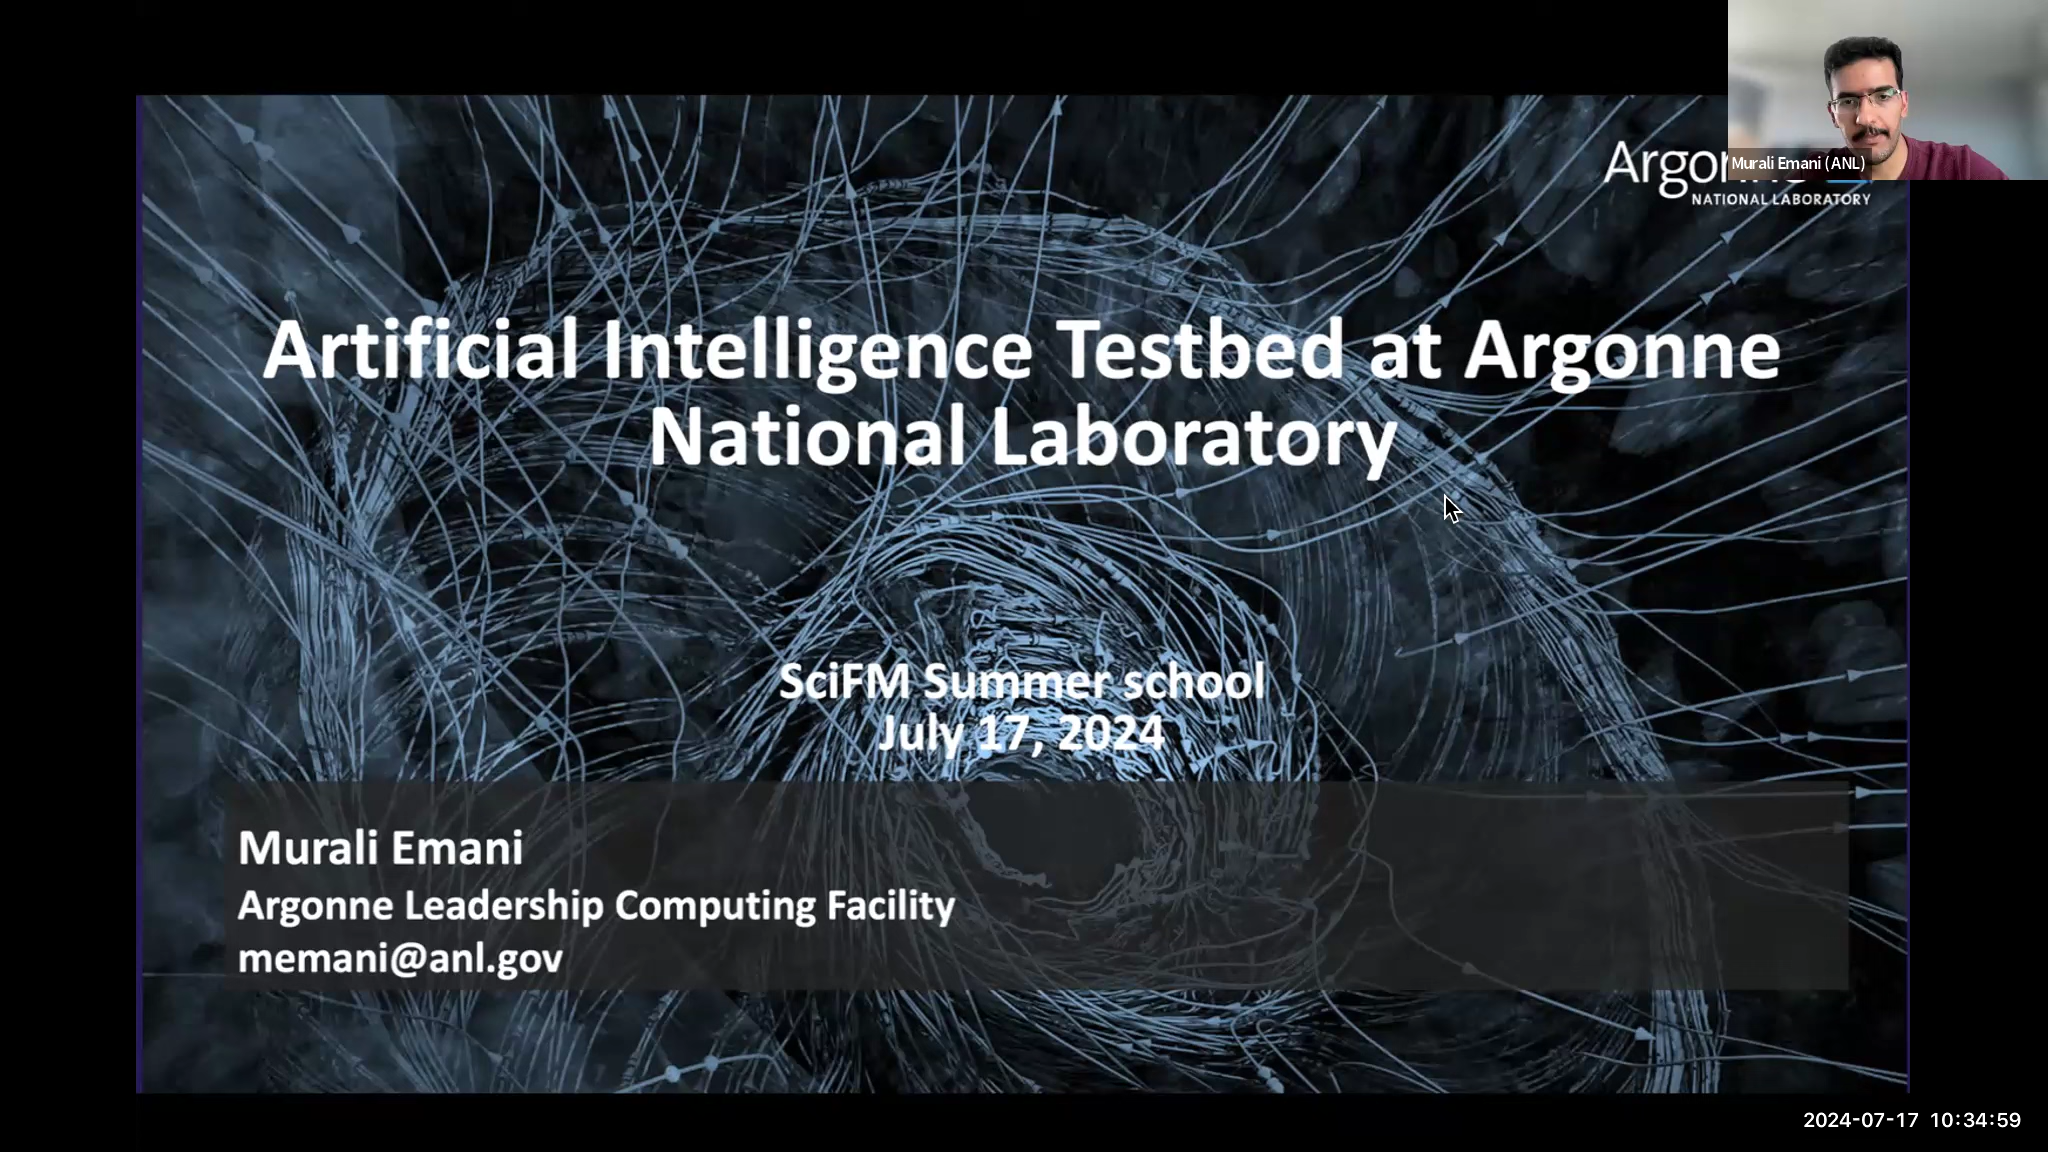 Murali Emani (ANL)
NATIONAL LABORATORY
Artificial Intelligence Testbed at Argonne
National Laboratory
SciFM Summer school
July 17, 2024
Murali Emani
Argonne Leadership Computing Facility
memani@anl.gov
2024-07-17 10:34:59